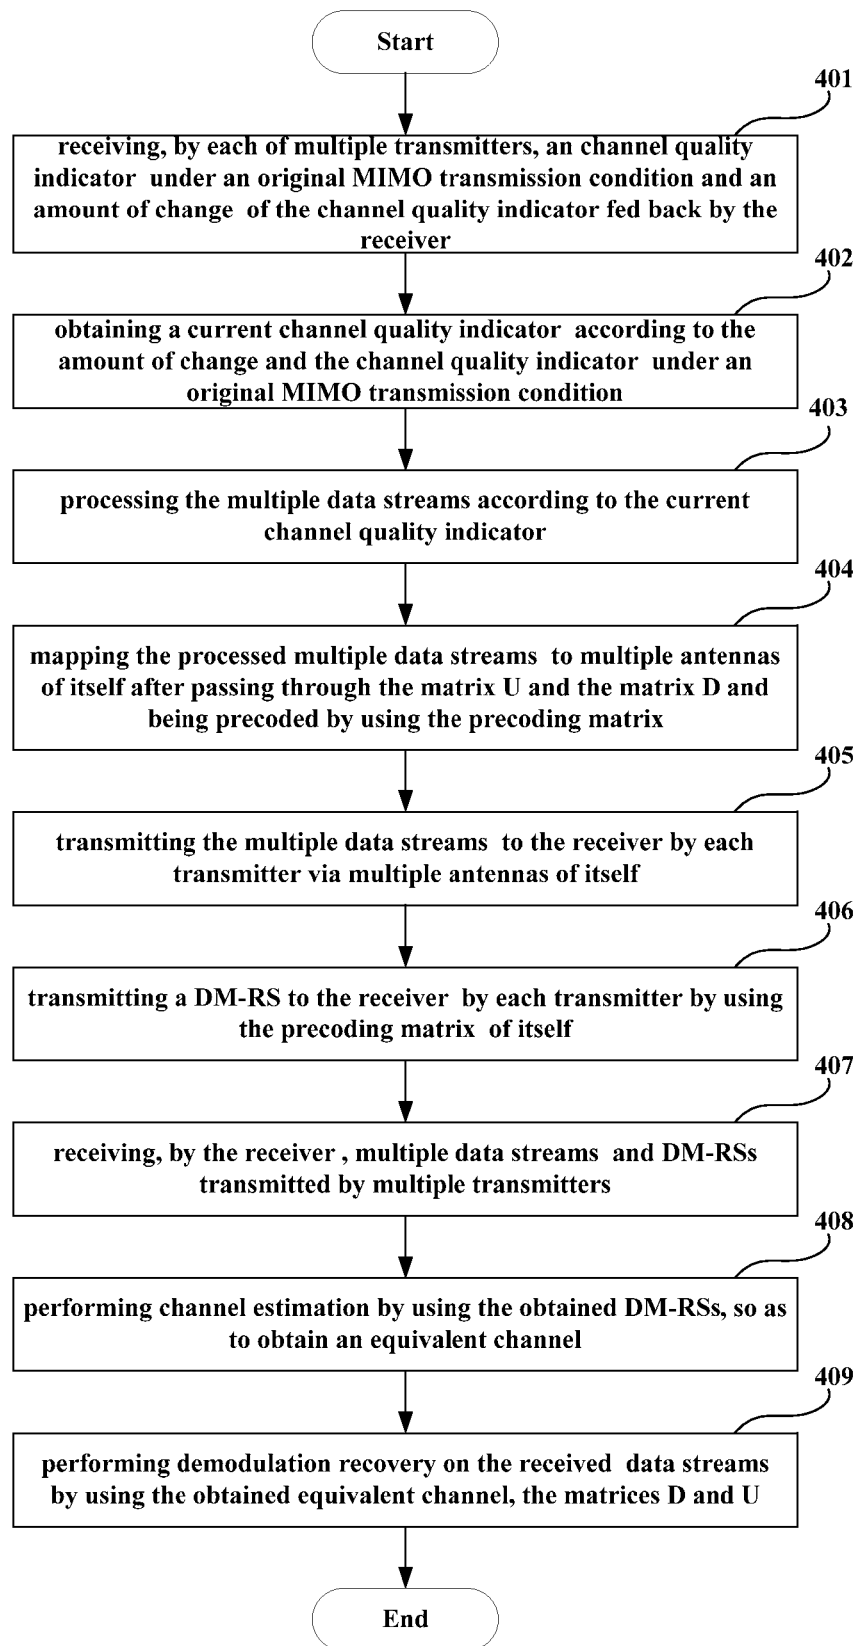 Start
401
receiving, by each of multiple transmitters, an channel quality
indicator under an original MIMO transmission condition and an
amount of change of the channel quality indicator fed back by the
receiver
402
obtaining a current channel quality indicator according to the
amount of change and the channel quality indicator under an
original MIMO transmission condition
403
processing the multiple data streams according to the current
channel quality indicator
404
mapping the processed multiple data streams to multiple antennas
of itself after passing through the matrix U and the matrix D and
being precoded by using the precoding matrix
405
transmitting the multiple data streams to the receiver by each
transmitter via multiple antennas of itself
406
transmitting a DM-RS to the receiver by each transmitter by using
the precoding matrix of itself
407
receiving, by the receiver , multiple data streams and DM-RSs
transmitted by multiple transmitters
408
performing channel estimation by using the obtained DM-RSs, so as
to obtain an equivalent channel
409
performing demodulation recovery on the received data streams
by using the obtained equivalent channel, the matrices D and U
End